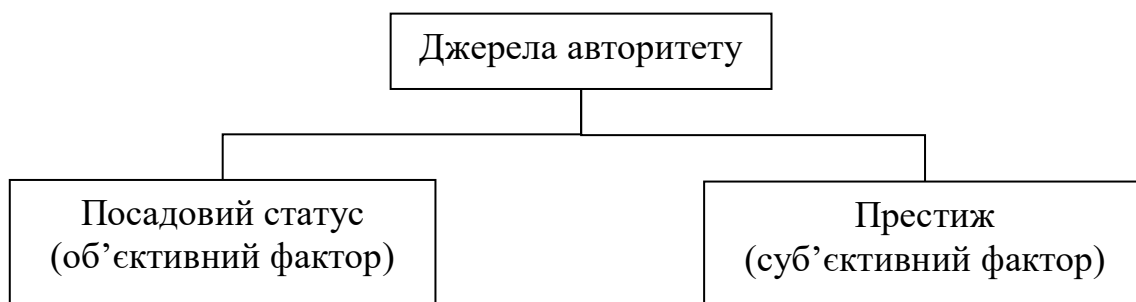 Джерела авторитету
Посадовий статус
(об’єктивний фактор)
Престиж
(суб’єктивний фактор)